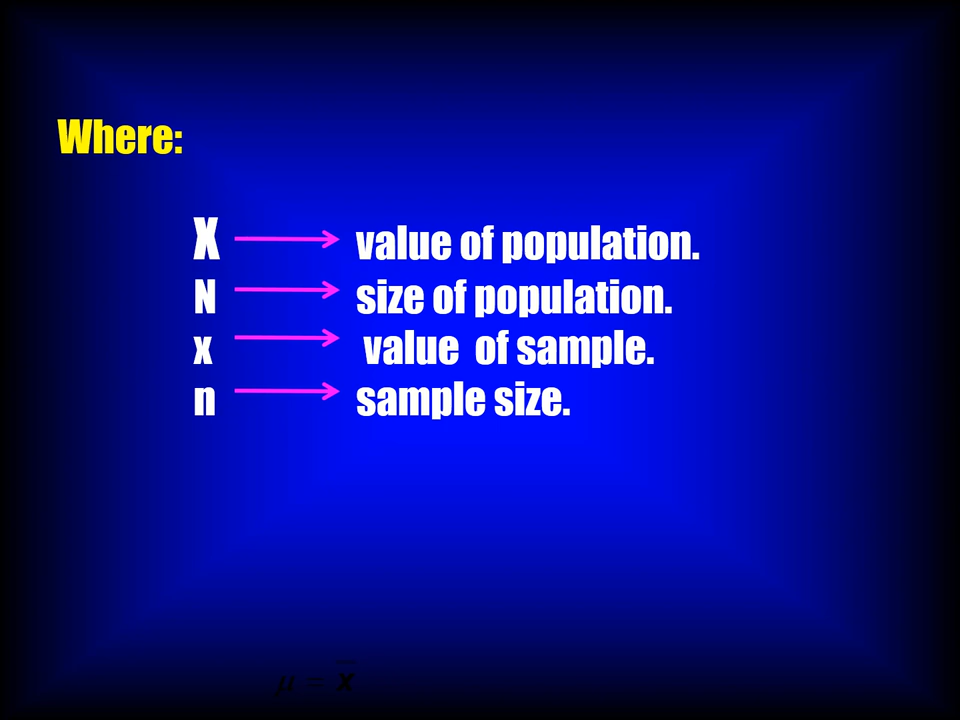 Where:
X → value of population.
N → size of population.
x → value of sample.
n → sample size.
μ = x̄